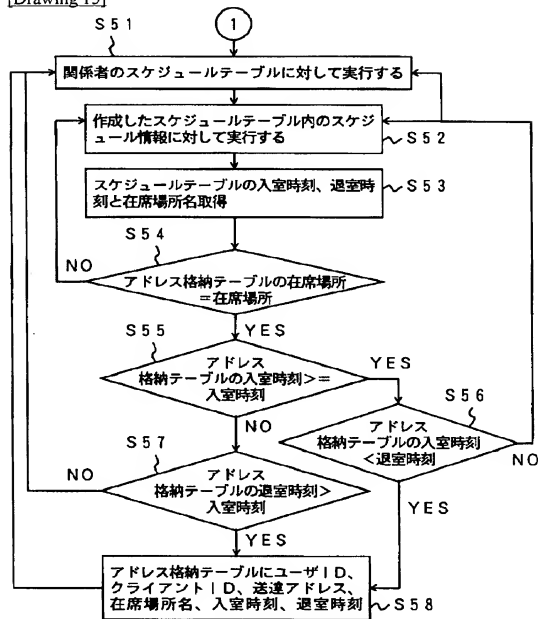 [Drawing 15]
S51
1
関係者のスケジュールテーブルに対して実行する
作成したスケジュールテーブル内のスケジ
ュール情報に対して実行する
S52
スケジュールテーブルの入室時刻、退室時
刻と在席場所名取得
S53
S54
NO
アドレス格納テーブルの在席場所
=在席場所
YES
S55
アドレス
格納テーブルの入室時刻>=
入室時刻
YES
NO
S56
アドレス
格納テーブルの入室時刻
<退室時刻
NO
YES
S57
NO
アドレス
格納テーブルの退室時刻>
入室時刻
YES
アドレス格納テーブルにユーザID、
クライアントID、送達アドレス、
在席場所名、入室時刻、退室時刻
S58